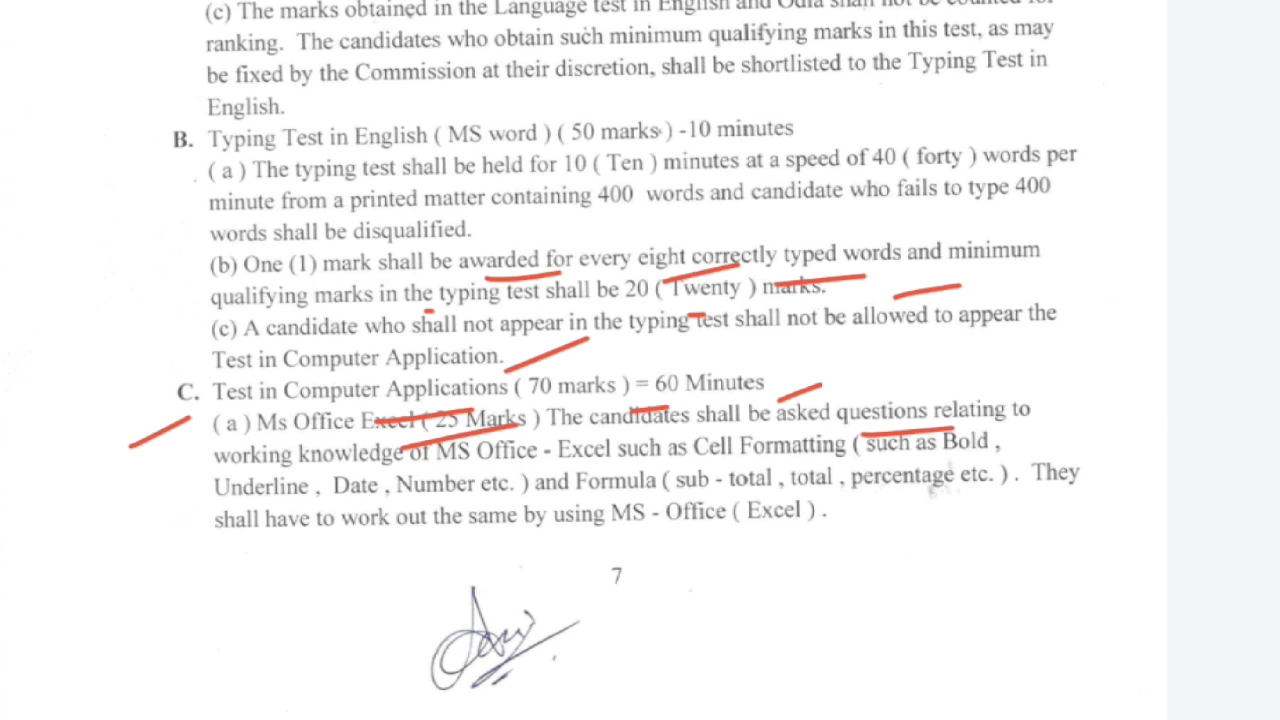 (c) The marks obtained in the Language test in English and Odia shall not be counted for
ranking. The candidates who obtain such minimum qualifying marks in this test, as may
be fixed by the Commission at their discretion, shall be shortlisted to the Typing Test in
English.
B. Typing Test in English ( MS word ) ( 50 marks ) -10 minutes
( a ) The typing test shall be held for 10 ( Ten ) minutes at a speed of 40 ( forty ) words per
minute from a printed matter containing 400 words and candidate who fails to type 400
words shall be disqualified.
(b) One (1) mark shall be awarded for every eight correctly typed words and minimum
qualifying marks in the typing test shall be 20 ( Twenty ) marks.
(c) A candidate who shall not appear in the typing test shall not be allowed to appear the
Test in Computer Application.
C. Test in Computer Applications ( 70 marks ) = 60 Minutes
( a ) Ms Office Excel ( 25 Marks ) The candidates shall be asked questions relating to
working knowledge of MS Office - Excel such as Cell Formatting ( such as Bold ,
Underline , Date , Number etc. ) and Formula ( sub - total , total , percentage etc. ) . They
shall have to work out the same by using MS - Office ( Excel ) .
7